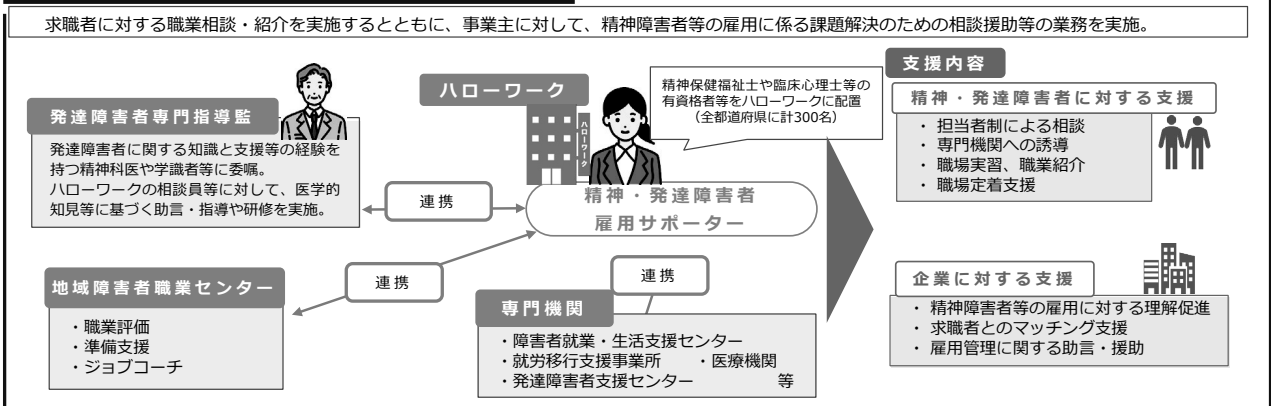 求職者に対する職業相談・紹介を実施するとともに、事業主に対して、精神障害者等の雇用に係る課題解決のための相談援助等の業務を実施。
発達障害者専門指導監
発達障害者に関する知識と支援等の経験を
持つ精神科医や学識者等に委嘱。
ハローワークの相談員等に対して、医学的
知見等に基づく助言・指導や研修を実施。
連携
ハローワーク
ハローワーク
精神保健福祉士や臨床心理士等の
有資格者等をハローワークに配置
（全都道府県に計300名）
精神・発達障害者
雇用サポーター
地域障害者職業センター
・職業評価
・準備支援
・ジョブコーチ
連携
連携
専門機関
・障害者就業・生活支援センター
・就労移行支援事業所　・医療機関
・発達障害者支援センター　等
支援内容
精神・発達障害者に対する支援
・担当者制による相談
・専門機関への誘導
・職場実習、職業紹介
・職場定着支援
企業に対する支援
・精神障害者等の雇用に対する理解促進
・求職者とのマッチング支援
・雇用管理に関する助言・援助